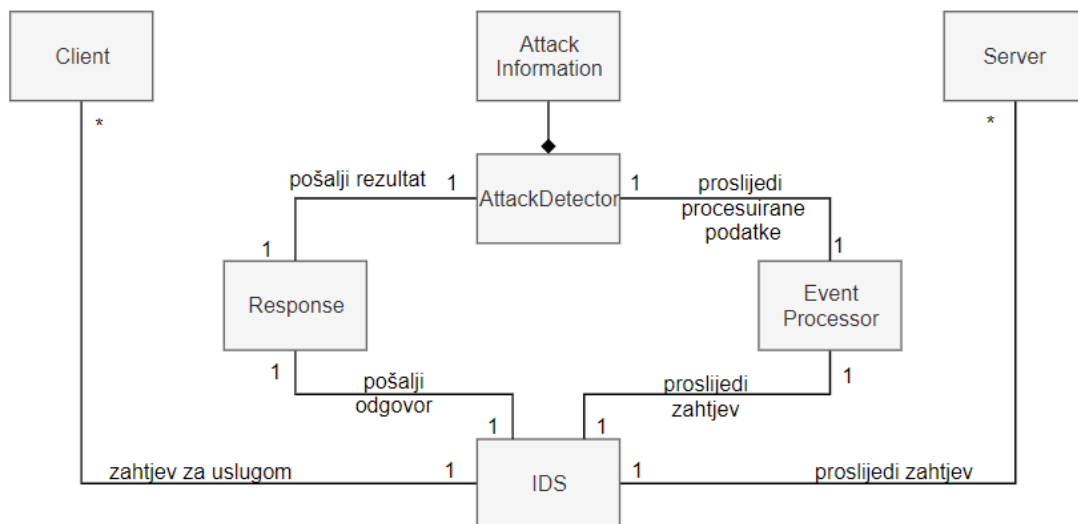 Client
Attack
Information
Server
*
*
pošalji rezultat
1
AttackDetector
1
proslijedi
procesuirane
podatke
1
1
Response
Event
Processor
1
pošalji
odgovor
proslijedi
zahtjev
1
1
1
zahtjev za uslugom
1
IDS
1
proslijedi zahtjev